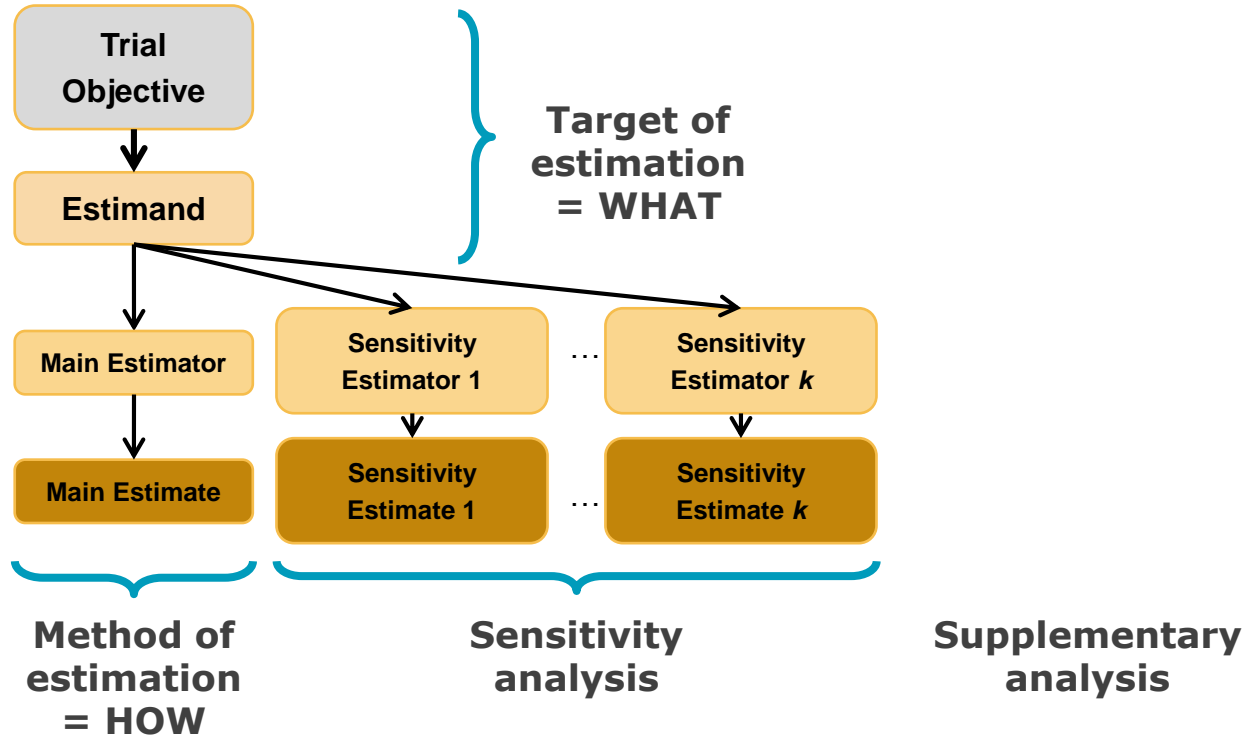 Trial
Objective
Target of
estimation
= WHAT
Estimand
Main Estimator
Sensitivity
Estimator 1
...
Sensitivity
Estimator k
Main Estimate
Sensitivity
Estimate 1
...
Sensitivity
Estimate k
Method of
estimation
= HOW
Sensitivity
analysis
Supplementary
analysis